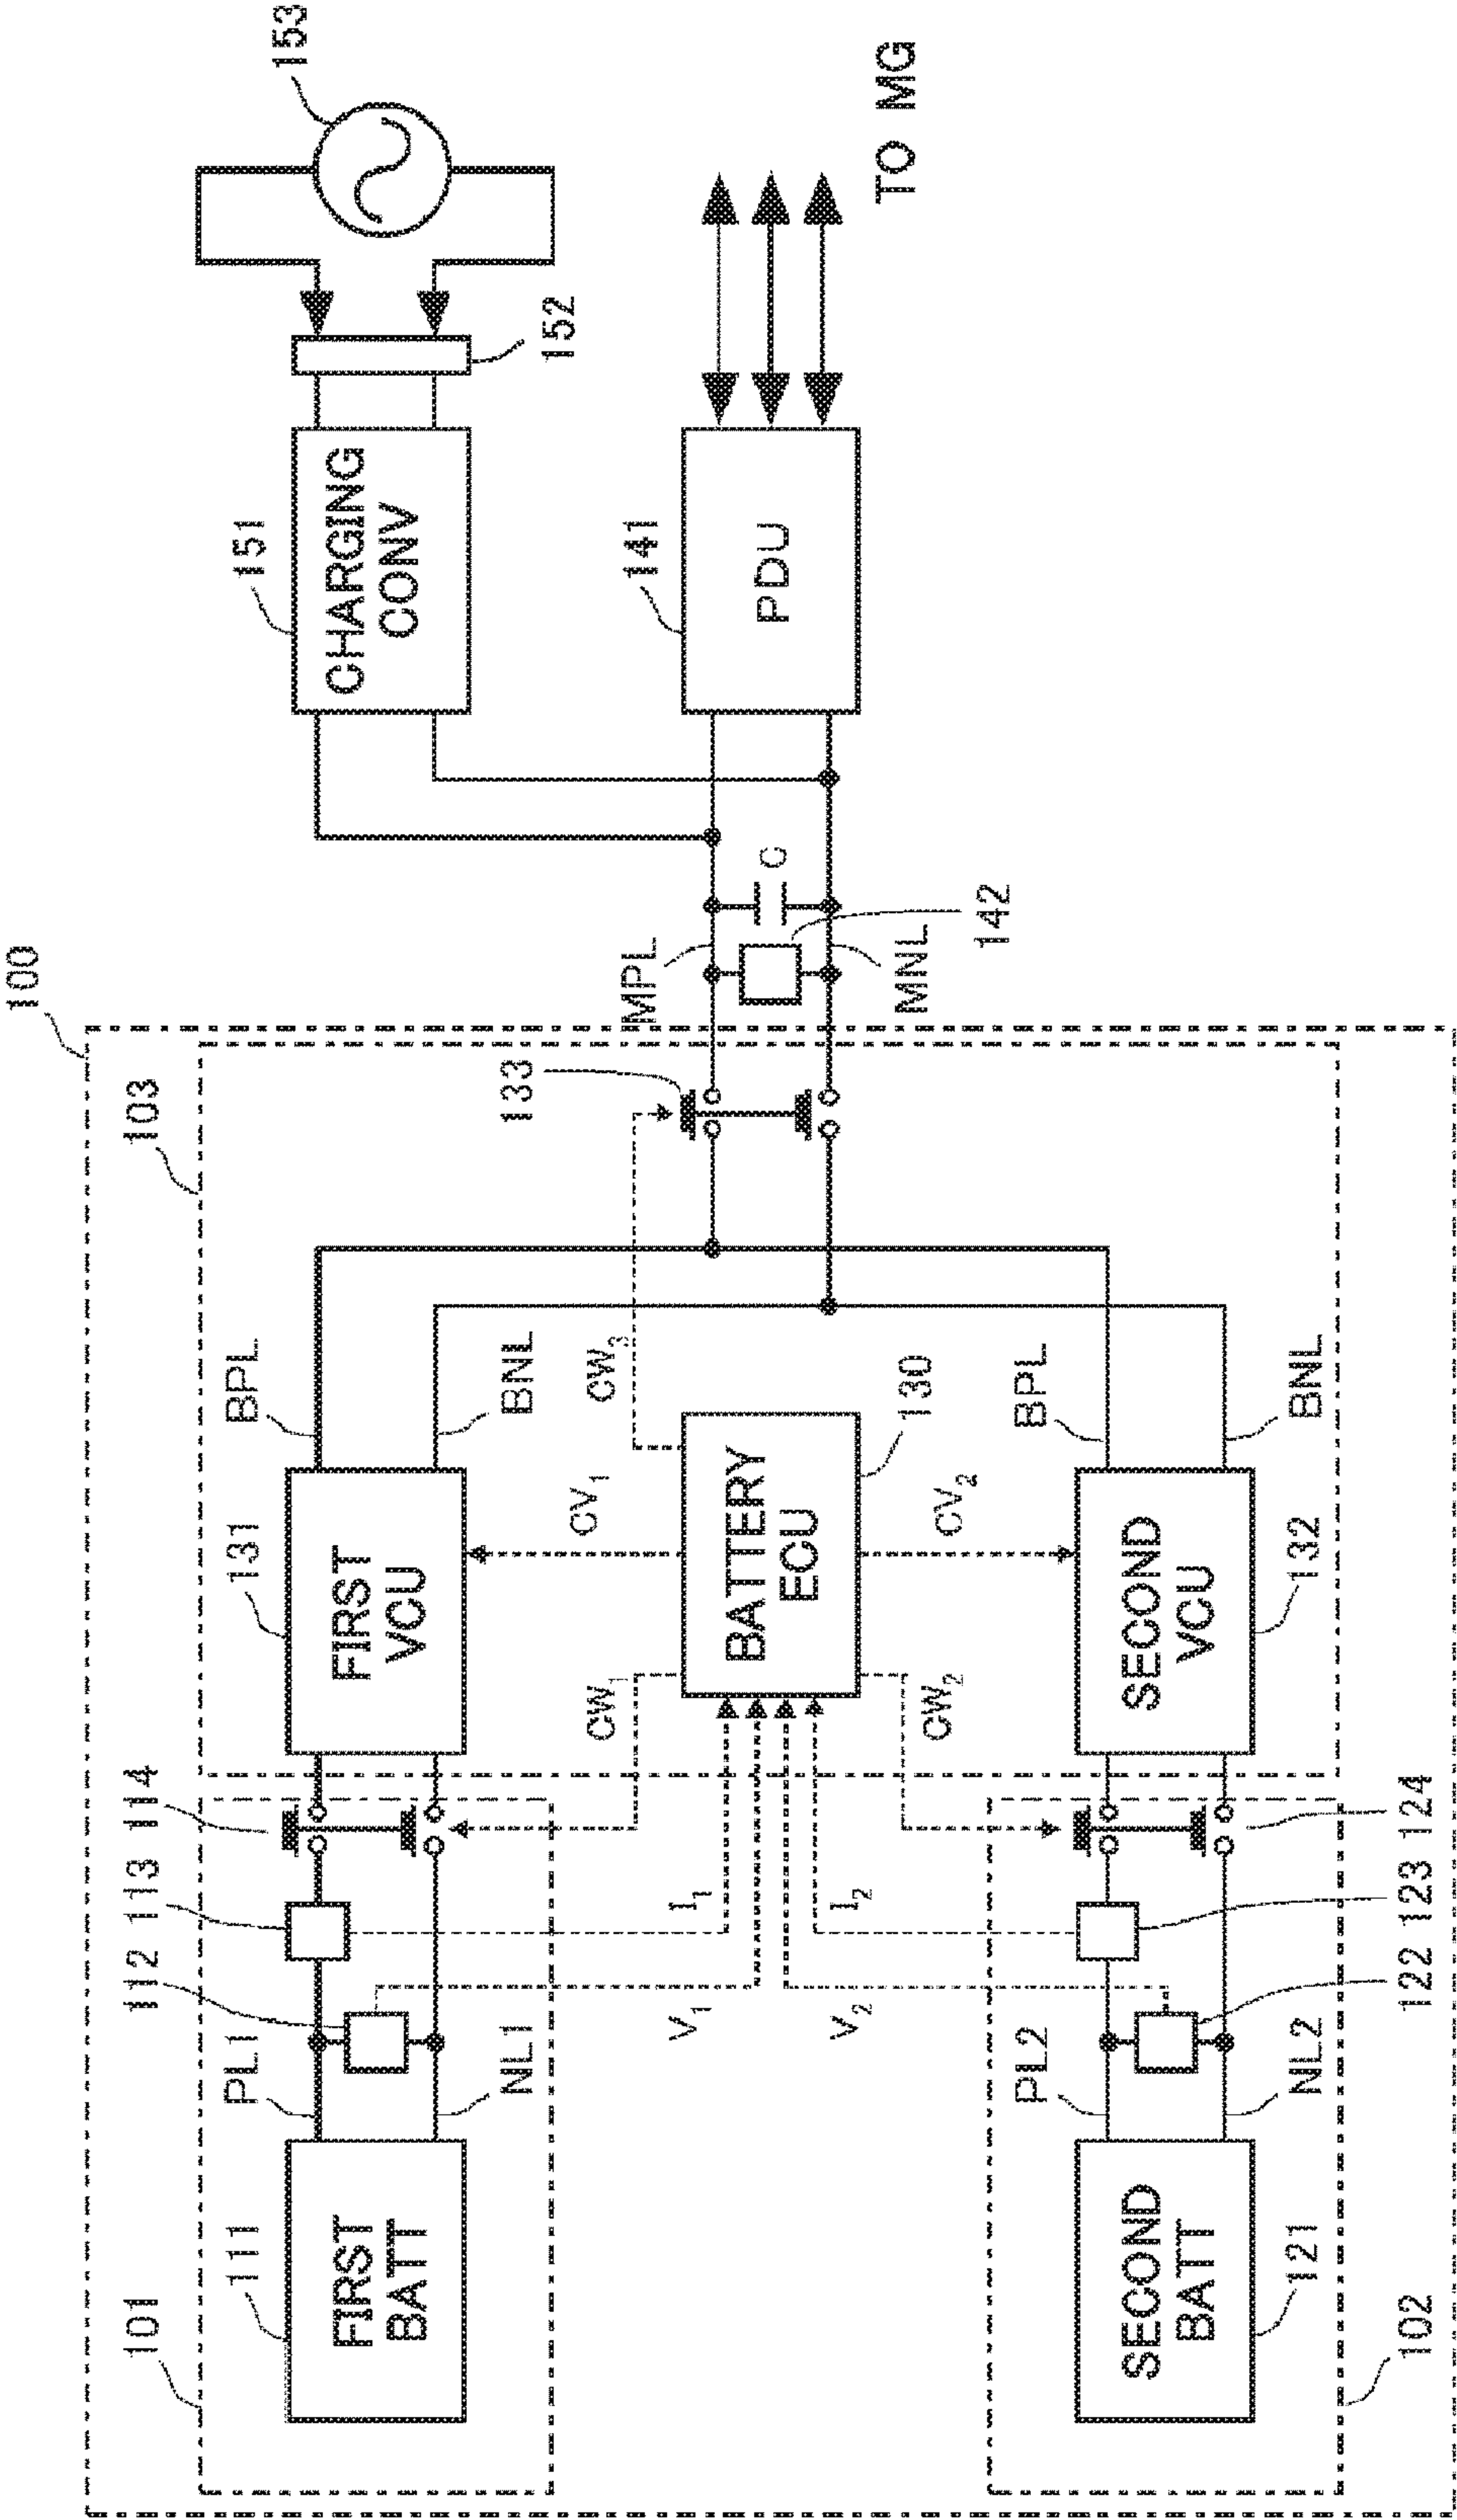 100
101
111
FIRST
BATT
PL1
NL1
112
113
114
103
131
FIRST
VCU
BPL
BNL
CW1
CV1
CW3
133
I1
V1
V2
I2
BATTERY
ECU
130
CW2
CV2
MPL
MNL
142
C
151
CHARGING
CONV
152
153
141
PDU
TO MG
102
121
SECOND
BATT
PL2
NL2
122
123
124
132
SECOND
VCU
BPL
BNL